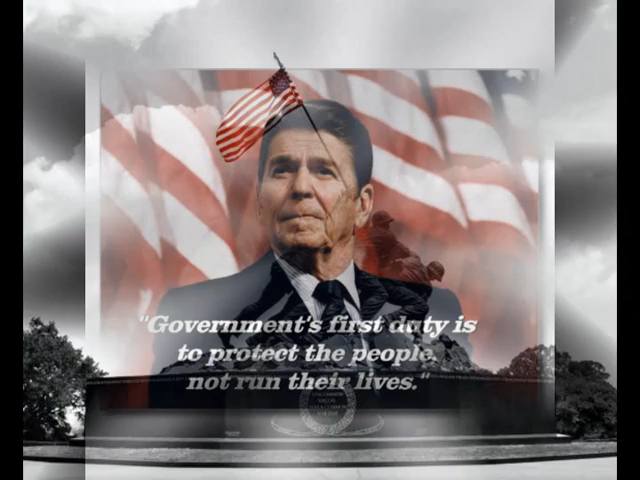 "Government's first duty is
to protect the people,
not run their lives."